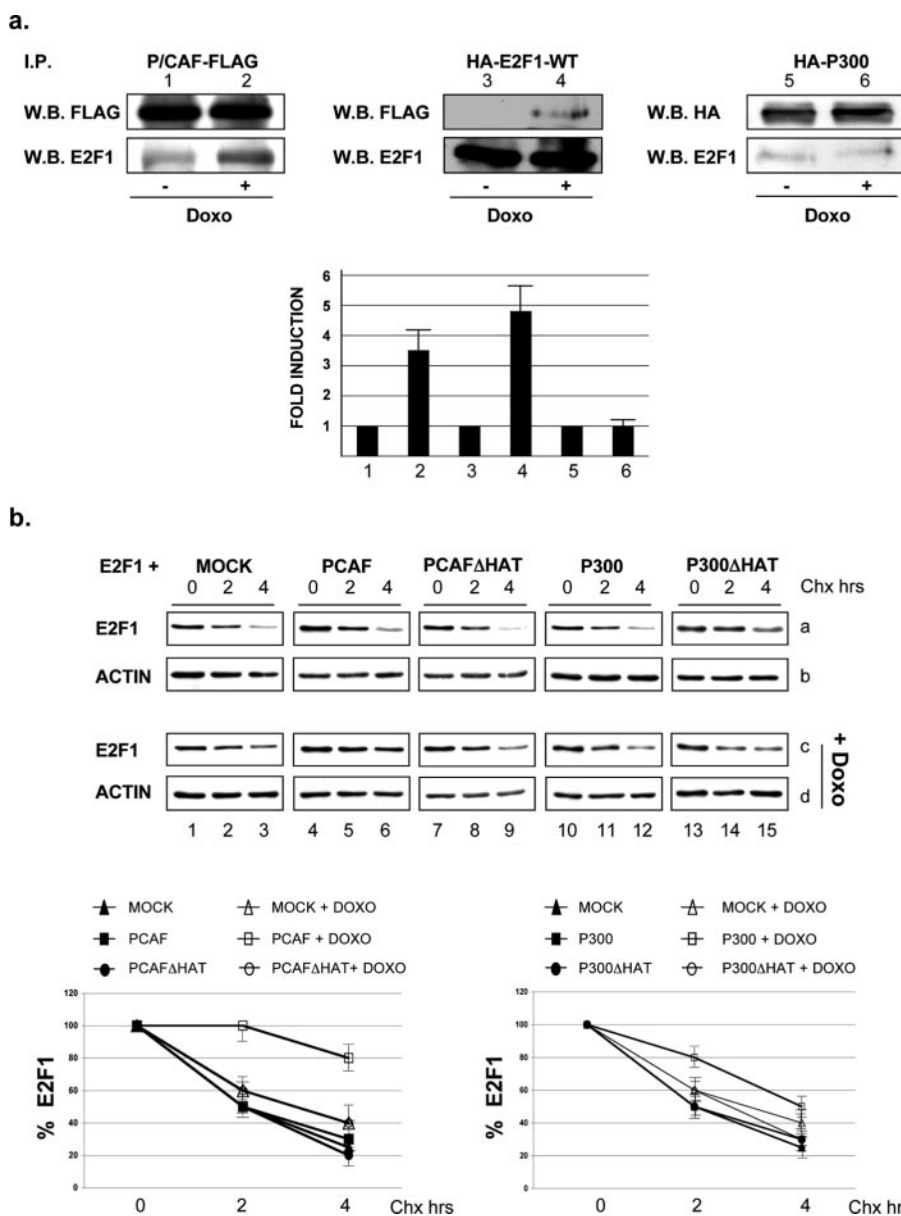 a.
I.P. P/CAF-FLAG HA-E2F1-WT HA-P300
1 2 3 4 5 6
W.B. FLAG W.B. FLAG W.B. HA
W.B. E2F1 W.B. E2F1 W.B. E2F1
- + - + - +
Doxo Doxo Doxo
FOLD INDUCTION
6
5
4
3
2
1
1 2 3 4 5 6
b.
E2F1 + MOCK PCAF PCAFΔHAT P300 P300ΔHAT
0 2 4 0 2 4 0 2 4 0 2 4 0 2 4 Chx hrs
E2F1 a
ACTIN b
E2F1 c
ACTIN d
+ Doxo
1 2 3 4 5 6 7 8 9 10 11 12 13 14 15
MOCK MOCK + DOXO
PCAF PCAF + DOXO
PCAFΔHAT PCAFΔHAT+ DOXO
% E2F1
120
100
80
60
40
20
0
0 2 4 Chx hrs
MOCK MOCK + DOXO
P300 P300 + DOXO
P300ΔHAT P300ΔHAT + DOXO
% E2F1
120
100
80
60
40
20
0
0 2 4 Chx hr